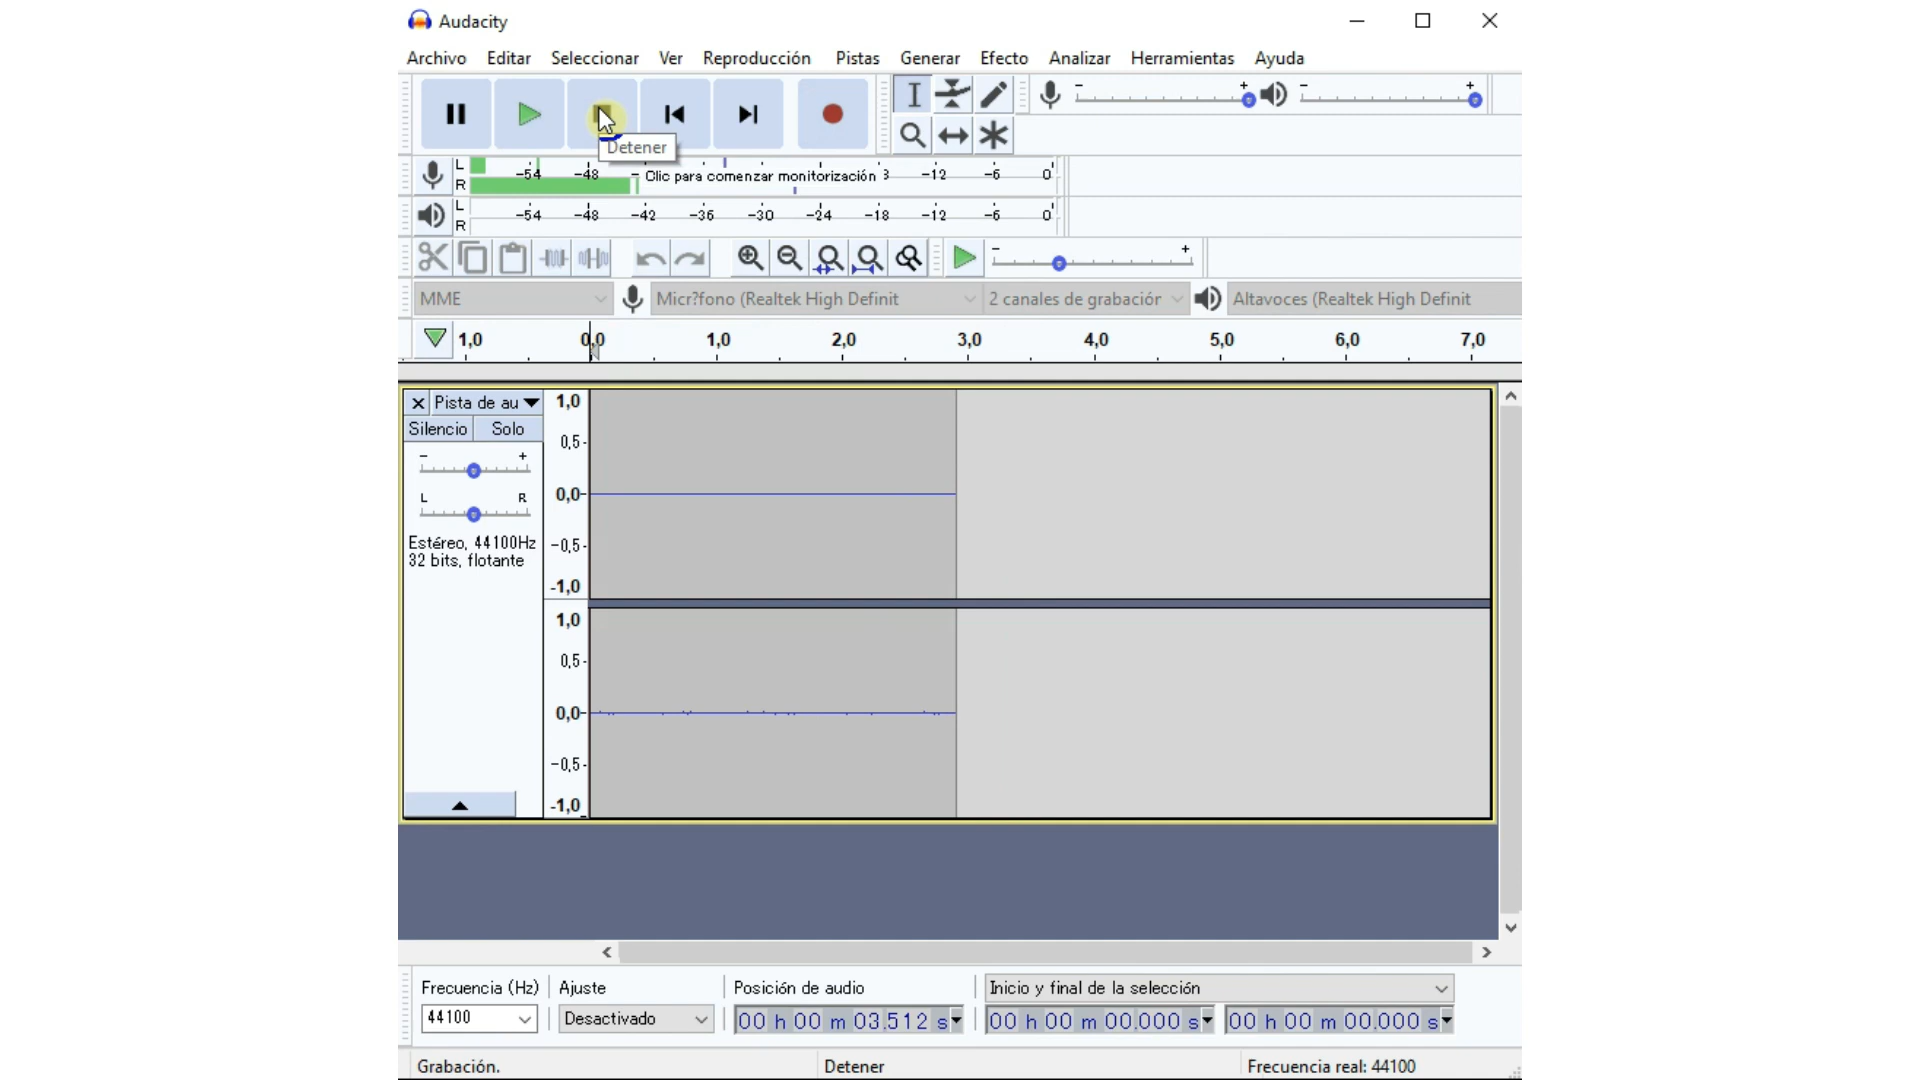 Audacity
Archivo Editar Seleccionar Ver Reproducción Pistas Generar Efecto Analizar Herramientas Ayuda
- +
- +
Detener
L R -54 -48 - Clic para comenzar monitorización -12 -6 0
L R -54 -48 -42 -36 -30 -24 -18 -12 -6 0
- +
MME Micr?fono (Realtek High Definit 2 canales de grabación Altavoces (Realtek High Definit
1,0 0,0 1,0 2,0 3,0 4,0 5,0 6,0 7,0
Pista de au
Silencio Solo
- +
L R
Estéreo, 44100Hz
32 bits, flotante
1,0
0,5-
0,0-
-0,5-
-1,0
1,0
0,5-
0,0-
-0,5-
-1,0
Frecuencia (Hz) Ajuste Posición de audio Inicio y final de la selección
44100 Desactivado 00 h 00 m 03.512 s 00 h 00 m 00.000 s 00 h 00 m 00.000 s
Grabación. Detener Frecuencia real: 44100